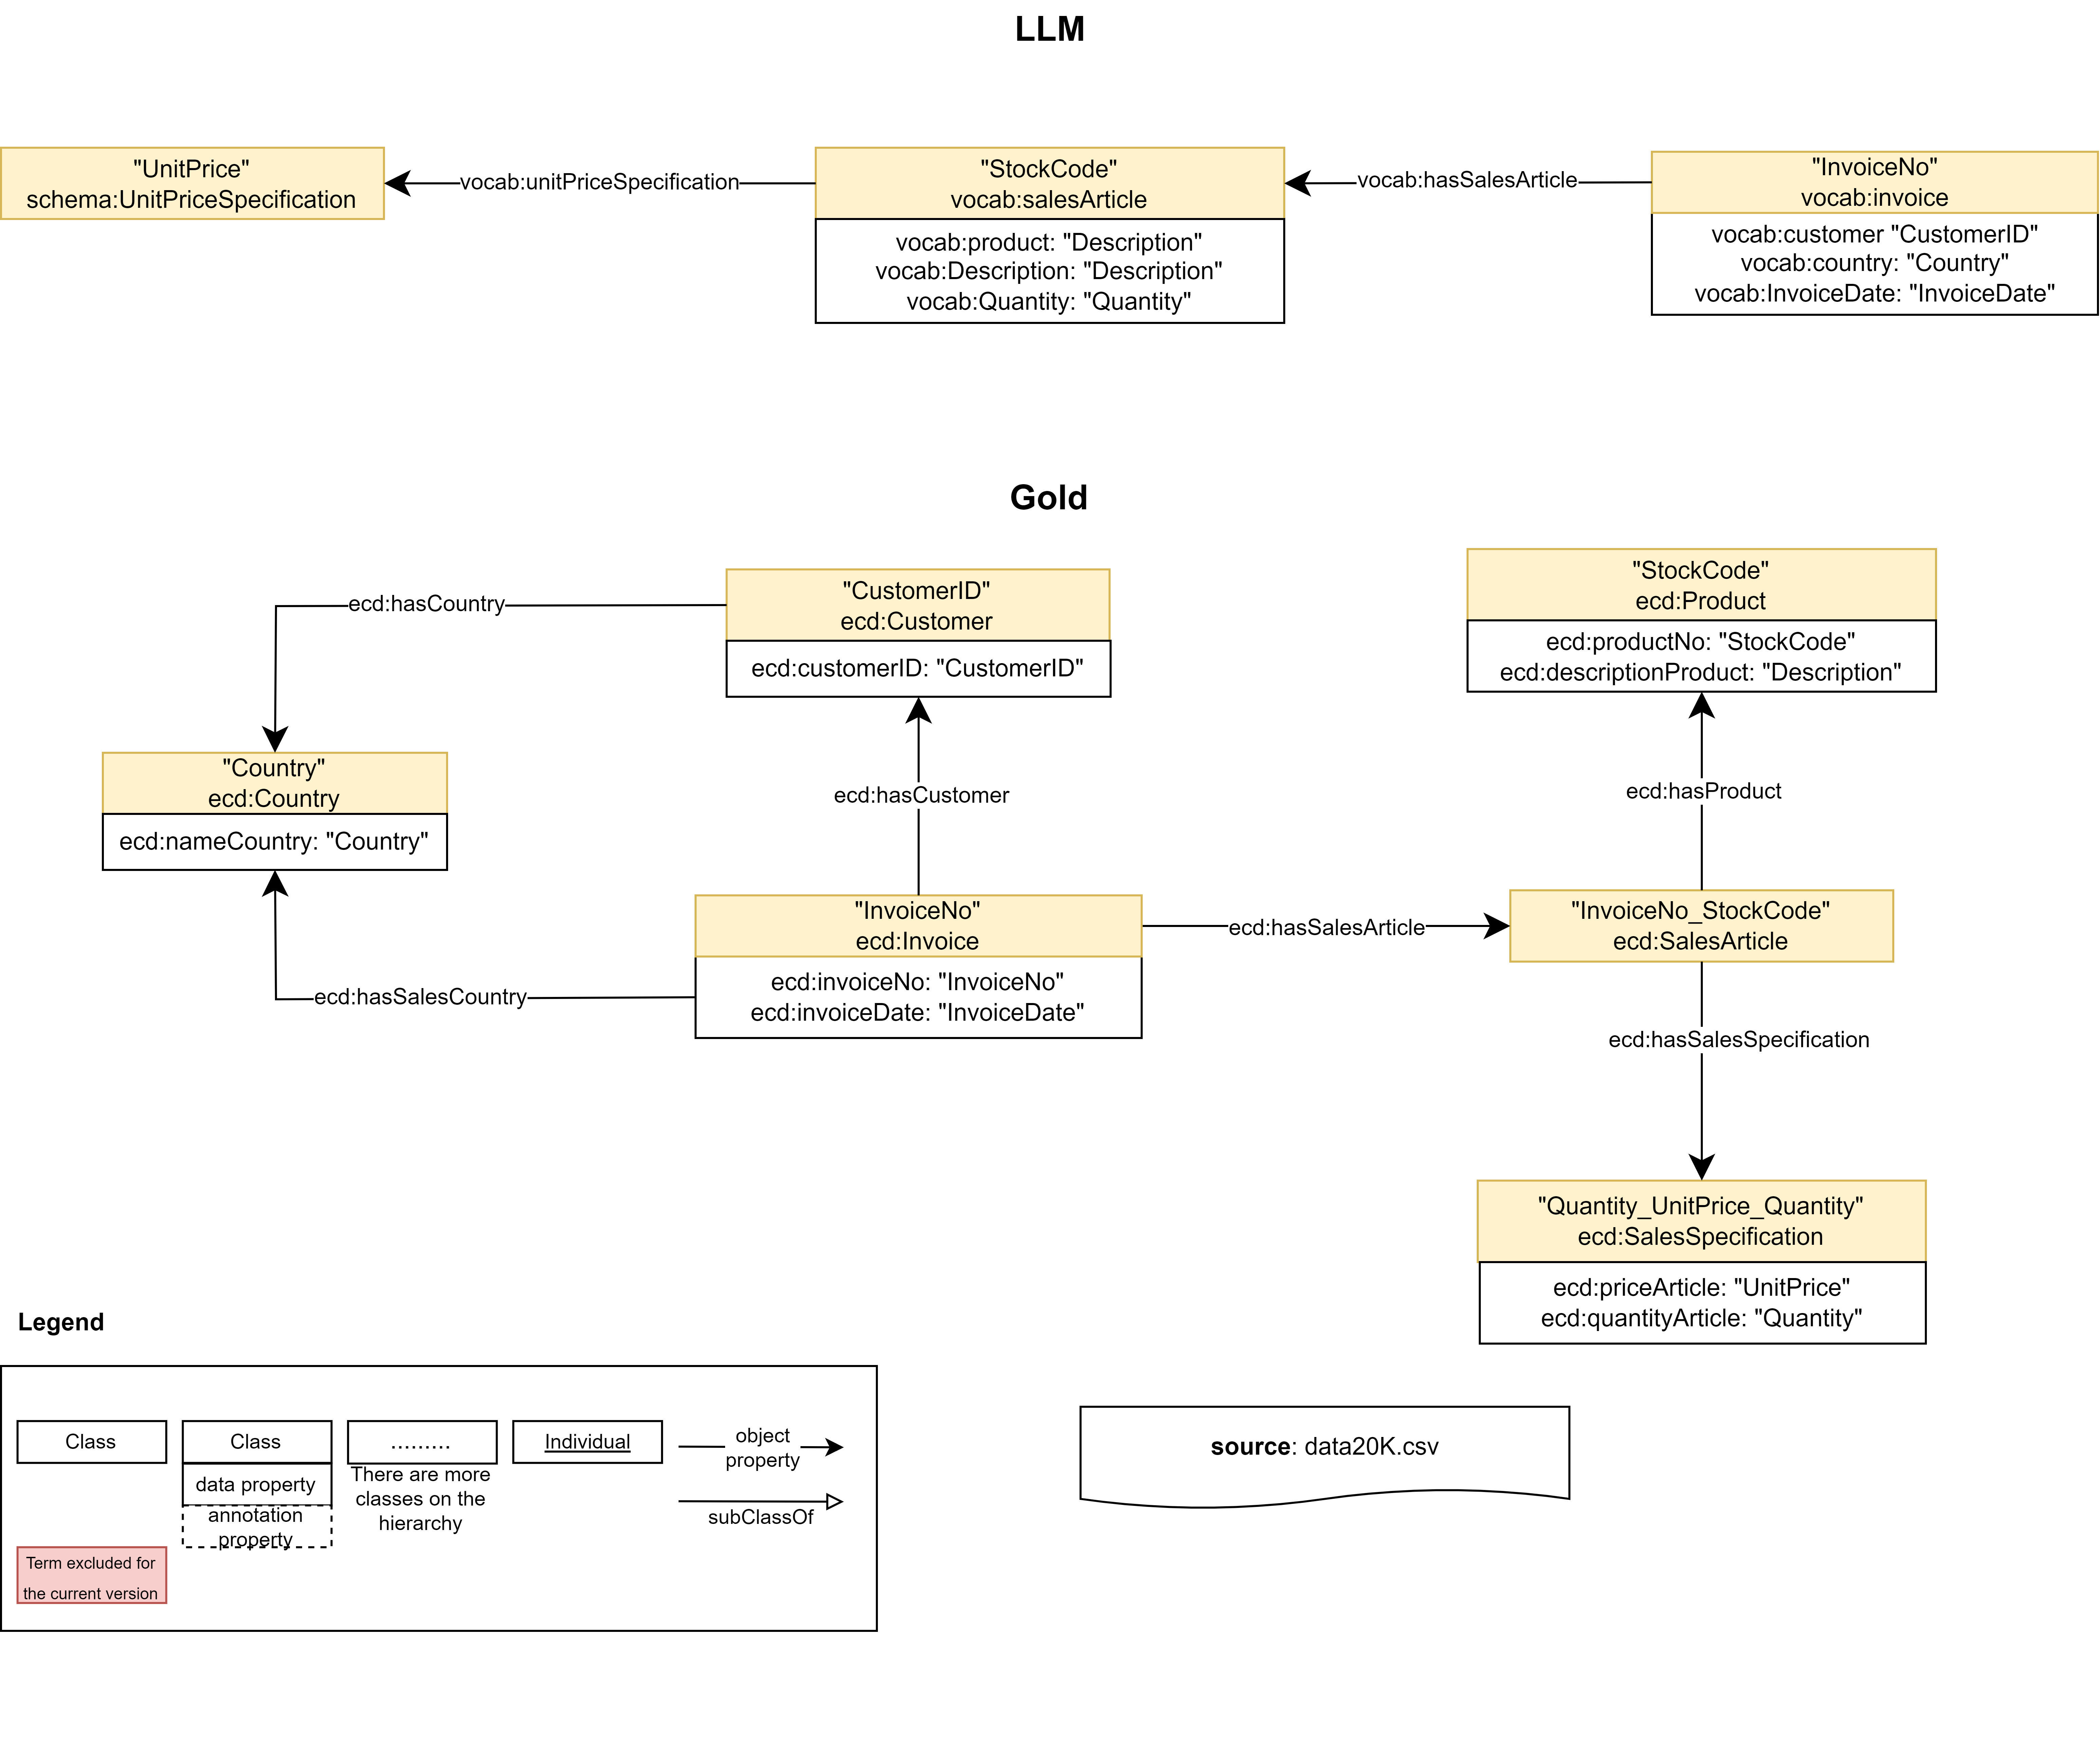 LLM
"UnitPrice"
schema:UnitPriceSpecification
vocab:unitPriceSpecification
"StockCode"
vocab:salesArticle
vocab:product: "Description"
vocab:Description: "Description"
vocab:Quantity: "Quantity"
vocab:hasSalesArticle
"InvoiceNo"
vocab:invoice
vocab:customer "CustomerID"
vocab:country: "Country"
vocab:InvoiceDate: "InvoiceDate"
Gold
ecd:hasCountry
"CustomerID"
ecd:Customer
ecd:customerID: "CustomerID"
"StockCode"
ecd:Product
ecd:productNo: "StockCode"
ecd:descriptionProduct: "Description"
"Country"
ecd:Country
ecd:nameCountry: "Country"
ecd:hasCustomer
ecd:hasProduct
"InvoiceNo"
ecd:Invoice
ecd:invoiceNo: "InvoiceNo"
ecd:invoiceDate: "InvoiceDate"
ecd:hasSalesArticle
"InvoiceNo_StockCode"
ecd:SalesArticle
ecd:hasSalesCountry
ecd:hasSalesSpecification
"Quantity_UnitPrice_Quantity"
ecd:SalesSpecification
ecd:priceArticle: "UnitPrice"
ecd:quantityArticle: "Quantity"
Legend
Class
Class
data property
annotation
property
.........
There are more
classes on the
hierarchy
Individual
object
property
subClassOf
Term excluded for
the current version
source: data20K.csv